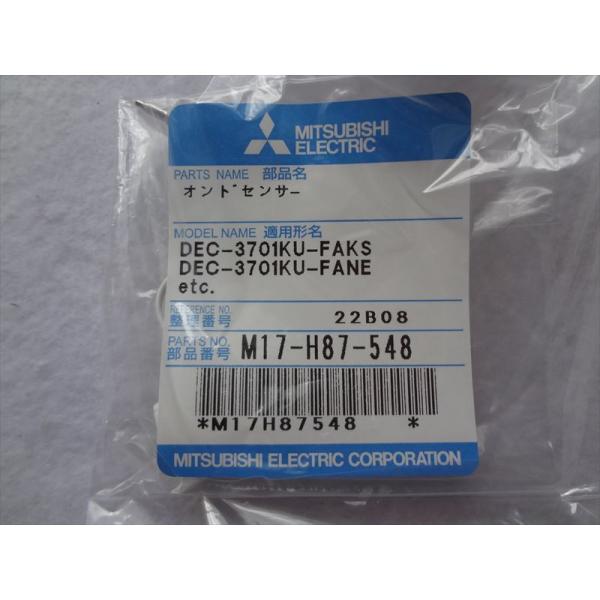 MITSUBISHI
ELECTRIC
PARTS NAME 部品名
オンド゛センサー
MODEL NAME 適用形名
DEC-3701KU-FAKS
DEC-3701KU-FANE
etc.
REFERENCE NO.
整理番号 22B08
PARTS NO.
部品番号 M17-H87-548
*M17H87548 *
MITSUBISHI ELECTRIC CORPORATION